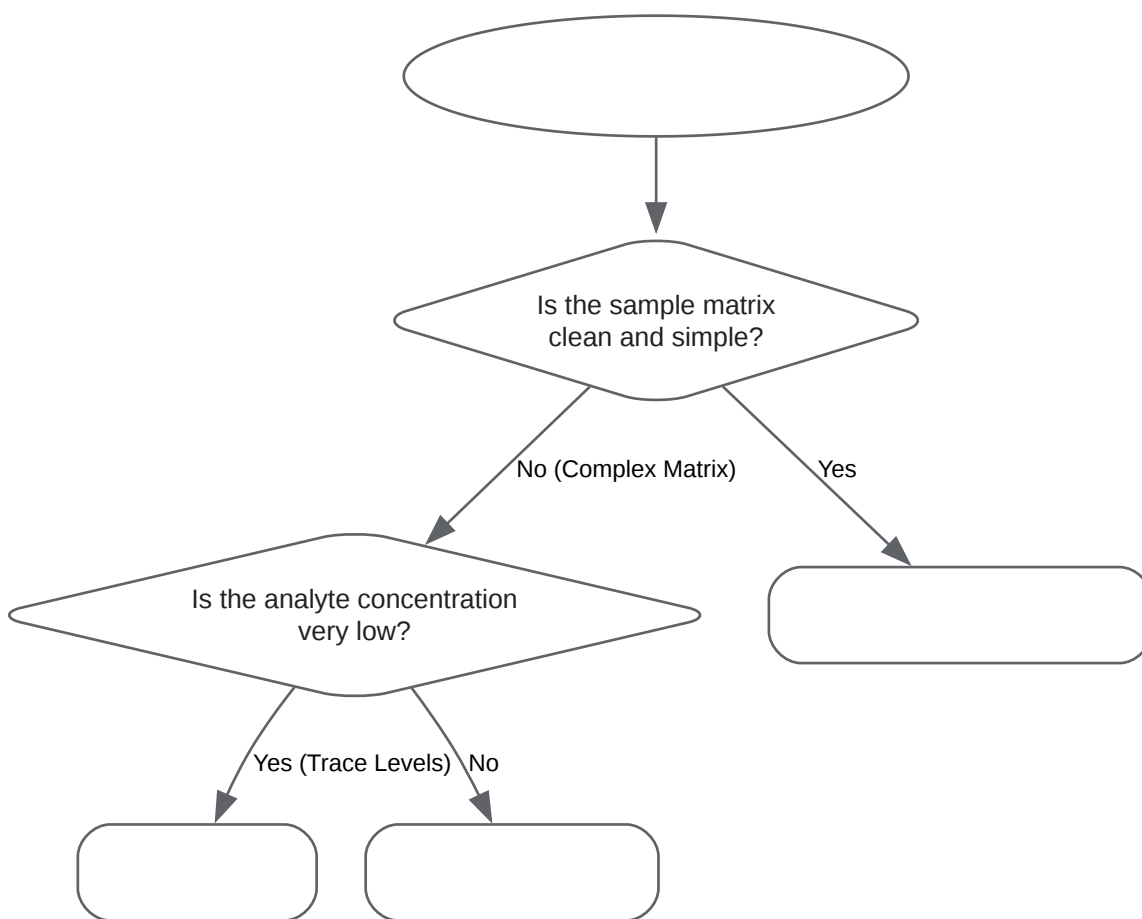 Is the sample matrix
clean and simple?
No (Complex Matrix)
Yes
Is the analyte concentration
very low?
Yes (Trace Levels)
No